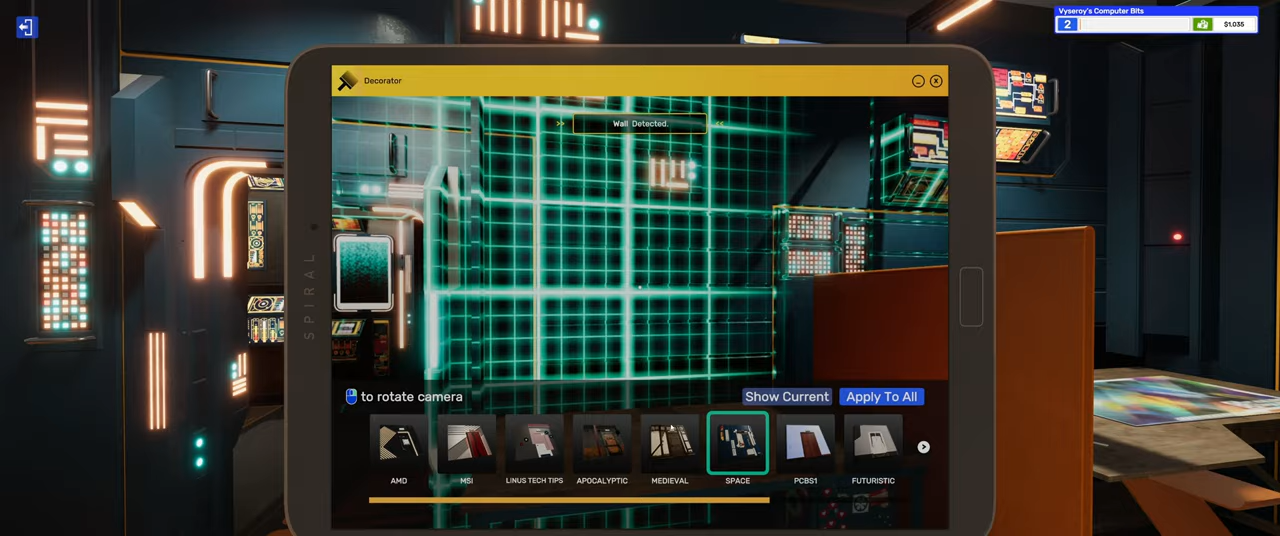 Vyseroy's Computer Bits
2
$1,035
Decorator
Wall Detected.
SPIRAL
to rotate camera
Show Current
Apply To All
AMD
MSI
LINUS TECH TIPS
APOCALYPTIC
MEDIEVAL
SPACE
PCBS1
FUTURISTIC